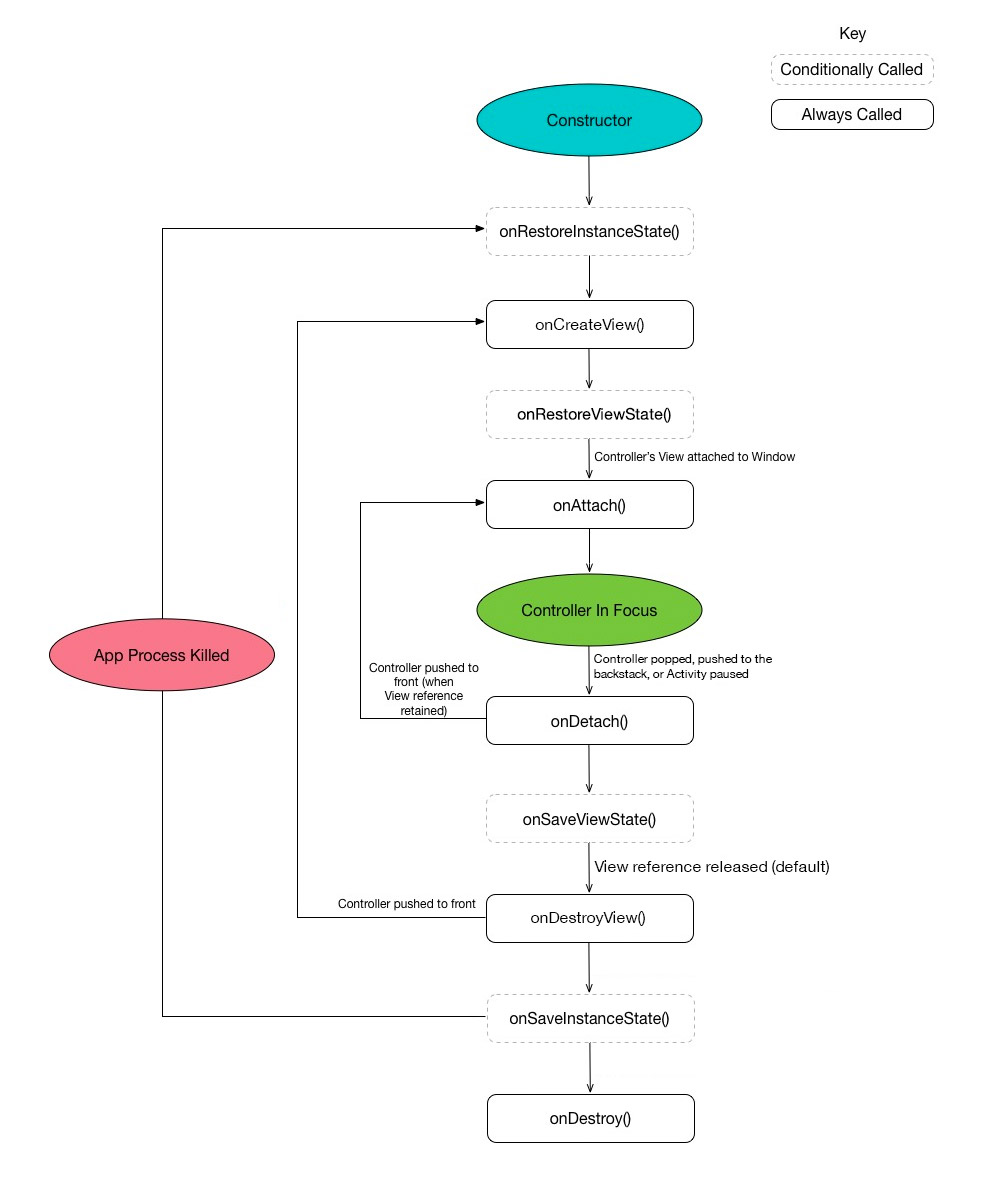 Key
Conditionally Called
Always Called
Constructor
onRestoreInstanceState()
onCreateView()
onRestoreViewState()
Controller's View attached to Window
onAttach()
Controller In Focus
App Process Killed
Controller popped, pushed to the
backstack, or Activity paused
Controller pushed to
front (when
View reference
retained)
onDetach()
onSaveViewState()
View reference released (default)
Controller pushed to front
onDestroyView()
onSaveInstanceState()
onDestroy()